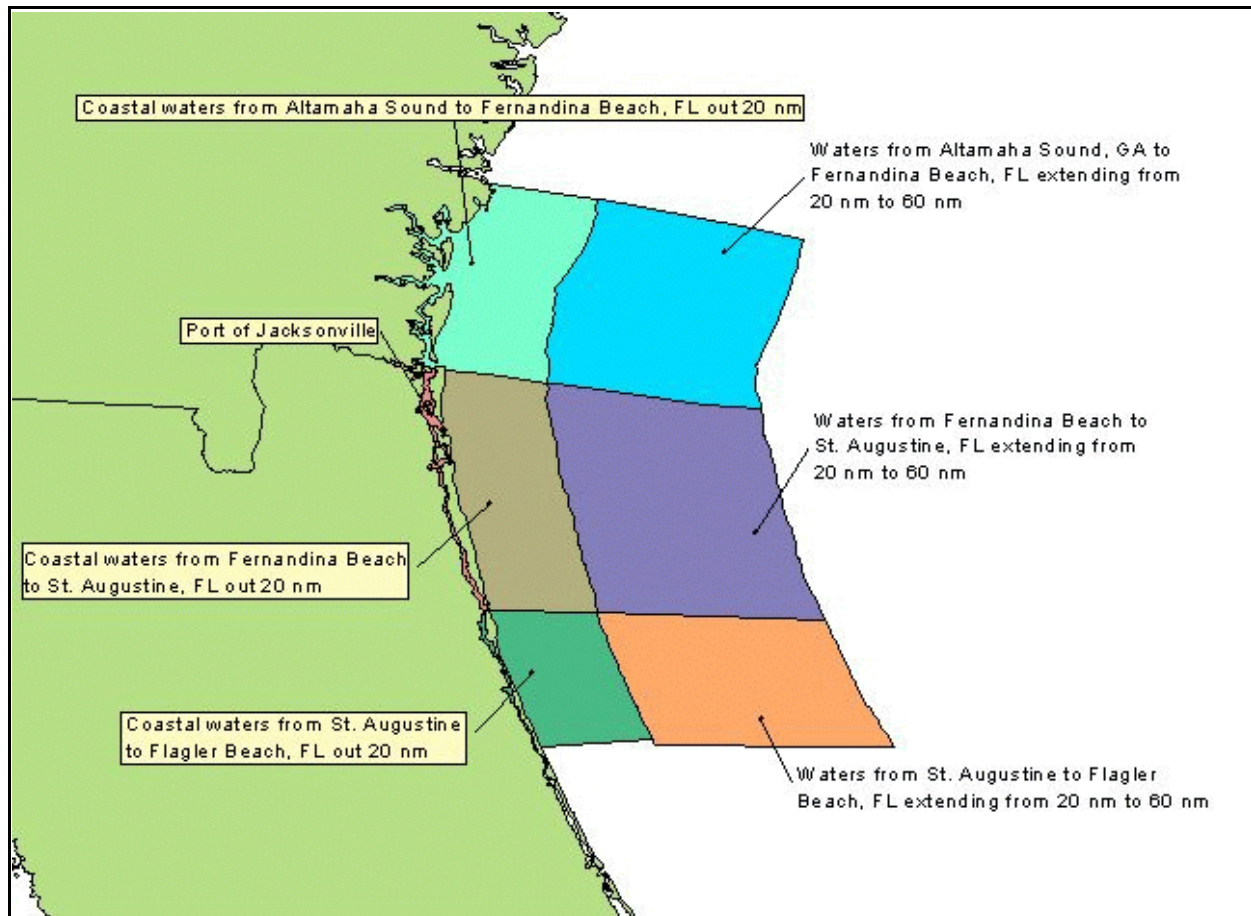 Coastal waters from Altamaha Sound to Fernandina Beach, FL out 20 nm
Waters from Altamaha Sound, GA to
Fernandina Beach, FL extending from
20 nm to 60 nm
Port of Jacksonville
Waters from Fernandina Beach to
St. Augustine, FL extending from
20 nm to 60 nm
Coastal waters from Fernandina Beach
to St. Augustine, FL out 20 nm
Coastal waters from St. Augustine
to Flagler Beach, FL out 20 nm
Waters from St. Augustine to Flagler
Beach, FL extending from 20 nm to 60 nm